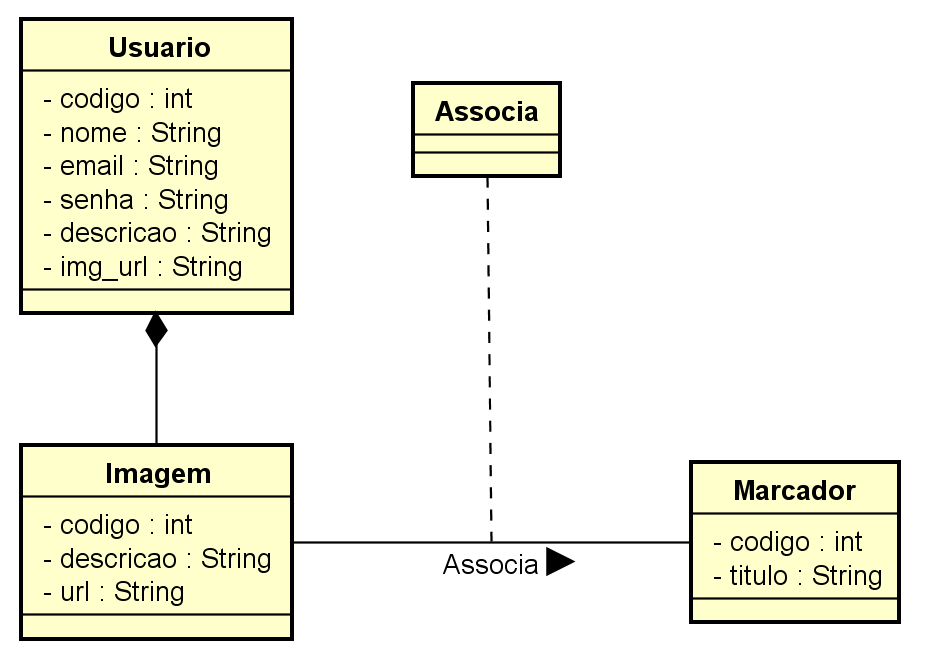 Usuario
- codigo : int
- nome : String
- email : String
- senha : String
- descricao : String
- img_url : String
Associa
Imagem
- codigo : int
- descricao : String
- url : String
Associa
Marcador
- codigo : int
- titulo : String